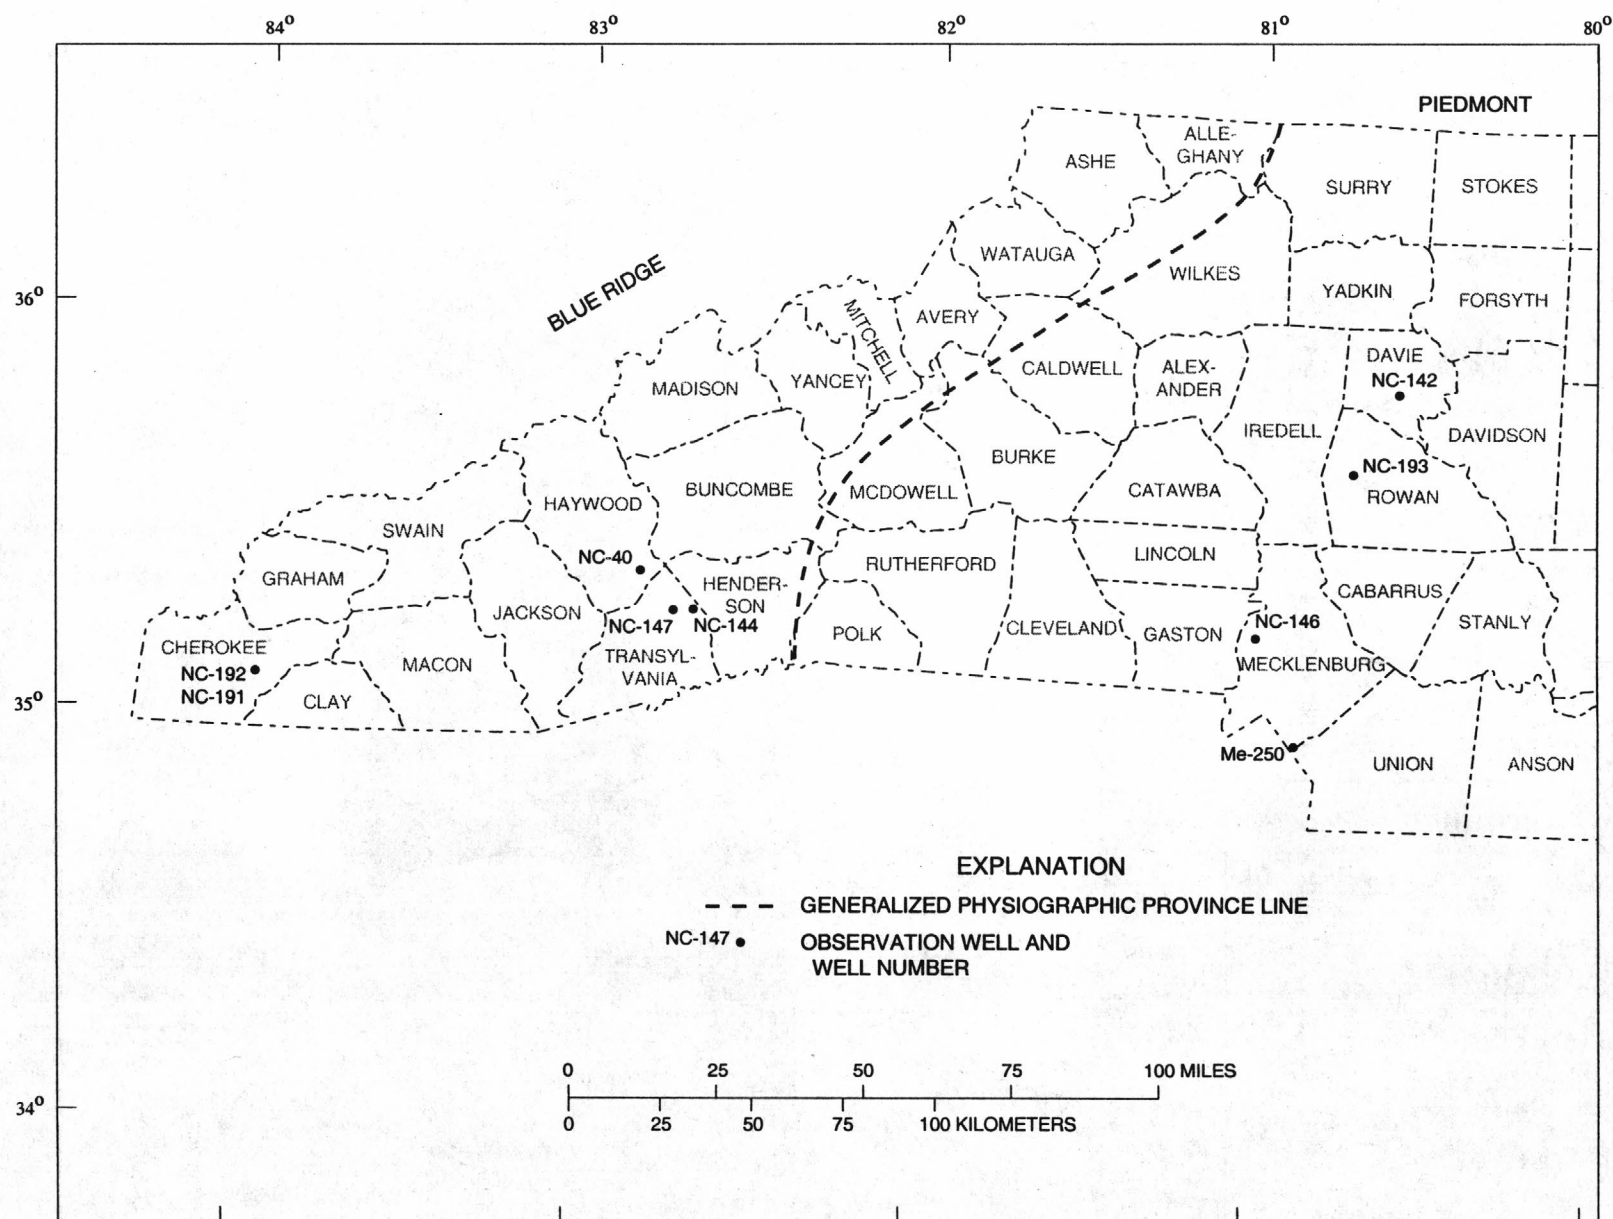 84° 83° 82° 81° 80°
PIEDMONT
ALLE-
GHANY
ASHE
SURRY STOKES
WATAUGA
WILKES
BLUE RIDGE
36°
YADKIN
FORSYTH
MITCHELL
AVERY
DAVIE
CALDWELL
ALEX-
ANDER
NC-142
MADISON
YANCEY
IREDELL
DAVIDSON
BURKE
NC-193
ROWAN
BUNCOMBE
MCDOWELL
CATAWBA
HAYWOOD
SWAIN
NC-40
LINCOLN
RUTHERFORD
GRAHAM
HENDER-
SON
CABARRUS
JACKSON
NC-147 NC-144
NC-146
STANLY
POLK
CLEVELAND
GASTON
CHEROKEE
TRANSYL-
VANIA
MACON
MECKLENBURG
NC-192
NC-191
CLAY
35°
Me-250
UNION
ANSON
EXPLANATION
GENERALIZED PHYSIOGRAPHIC PROVINCE LINE
NC-147 OBSERVATION WELL AND
WELL NUMBER
0 25 50 75 100 MILES
34°
0 25 50 75 100 KILOMETERS